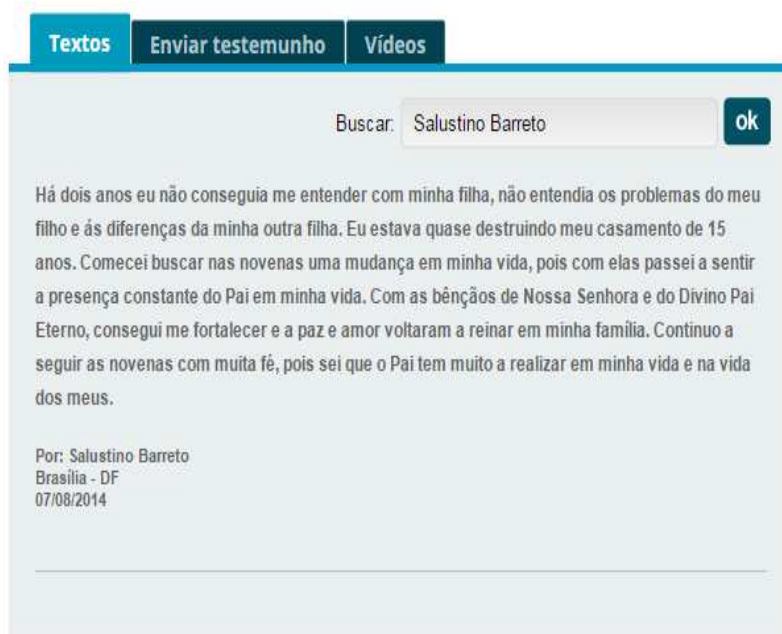 Textos Enviar testemunho Vídeos
Buscar: Salustino Barreto ok
Há dois anos eu não conseguia me entender com minha filha, não entendia os problemas do meu
filho e ás diferenças da minha outra filha. Eu estava quase destruindo meu casamento de 15
anos. Comecei buscar nas novenas uma mudança em minha vida, pois com elas passei a sentir
a presença constante do Pai em minha vida. Com as bênçãos de Nossa Senhora e do Divino Pai
Eterno, consegui me fortalecer e a paz e amor voltaram a reinar em minha família. Continuo a
seguir as novenas com muita fé, pois sei que o Pai tem muito a realizar em minha vida e na vida
dos meus.
Por: Salustino Barreto
Brasília - DF
07/08/2014